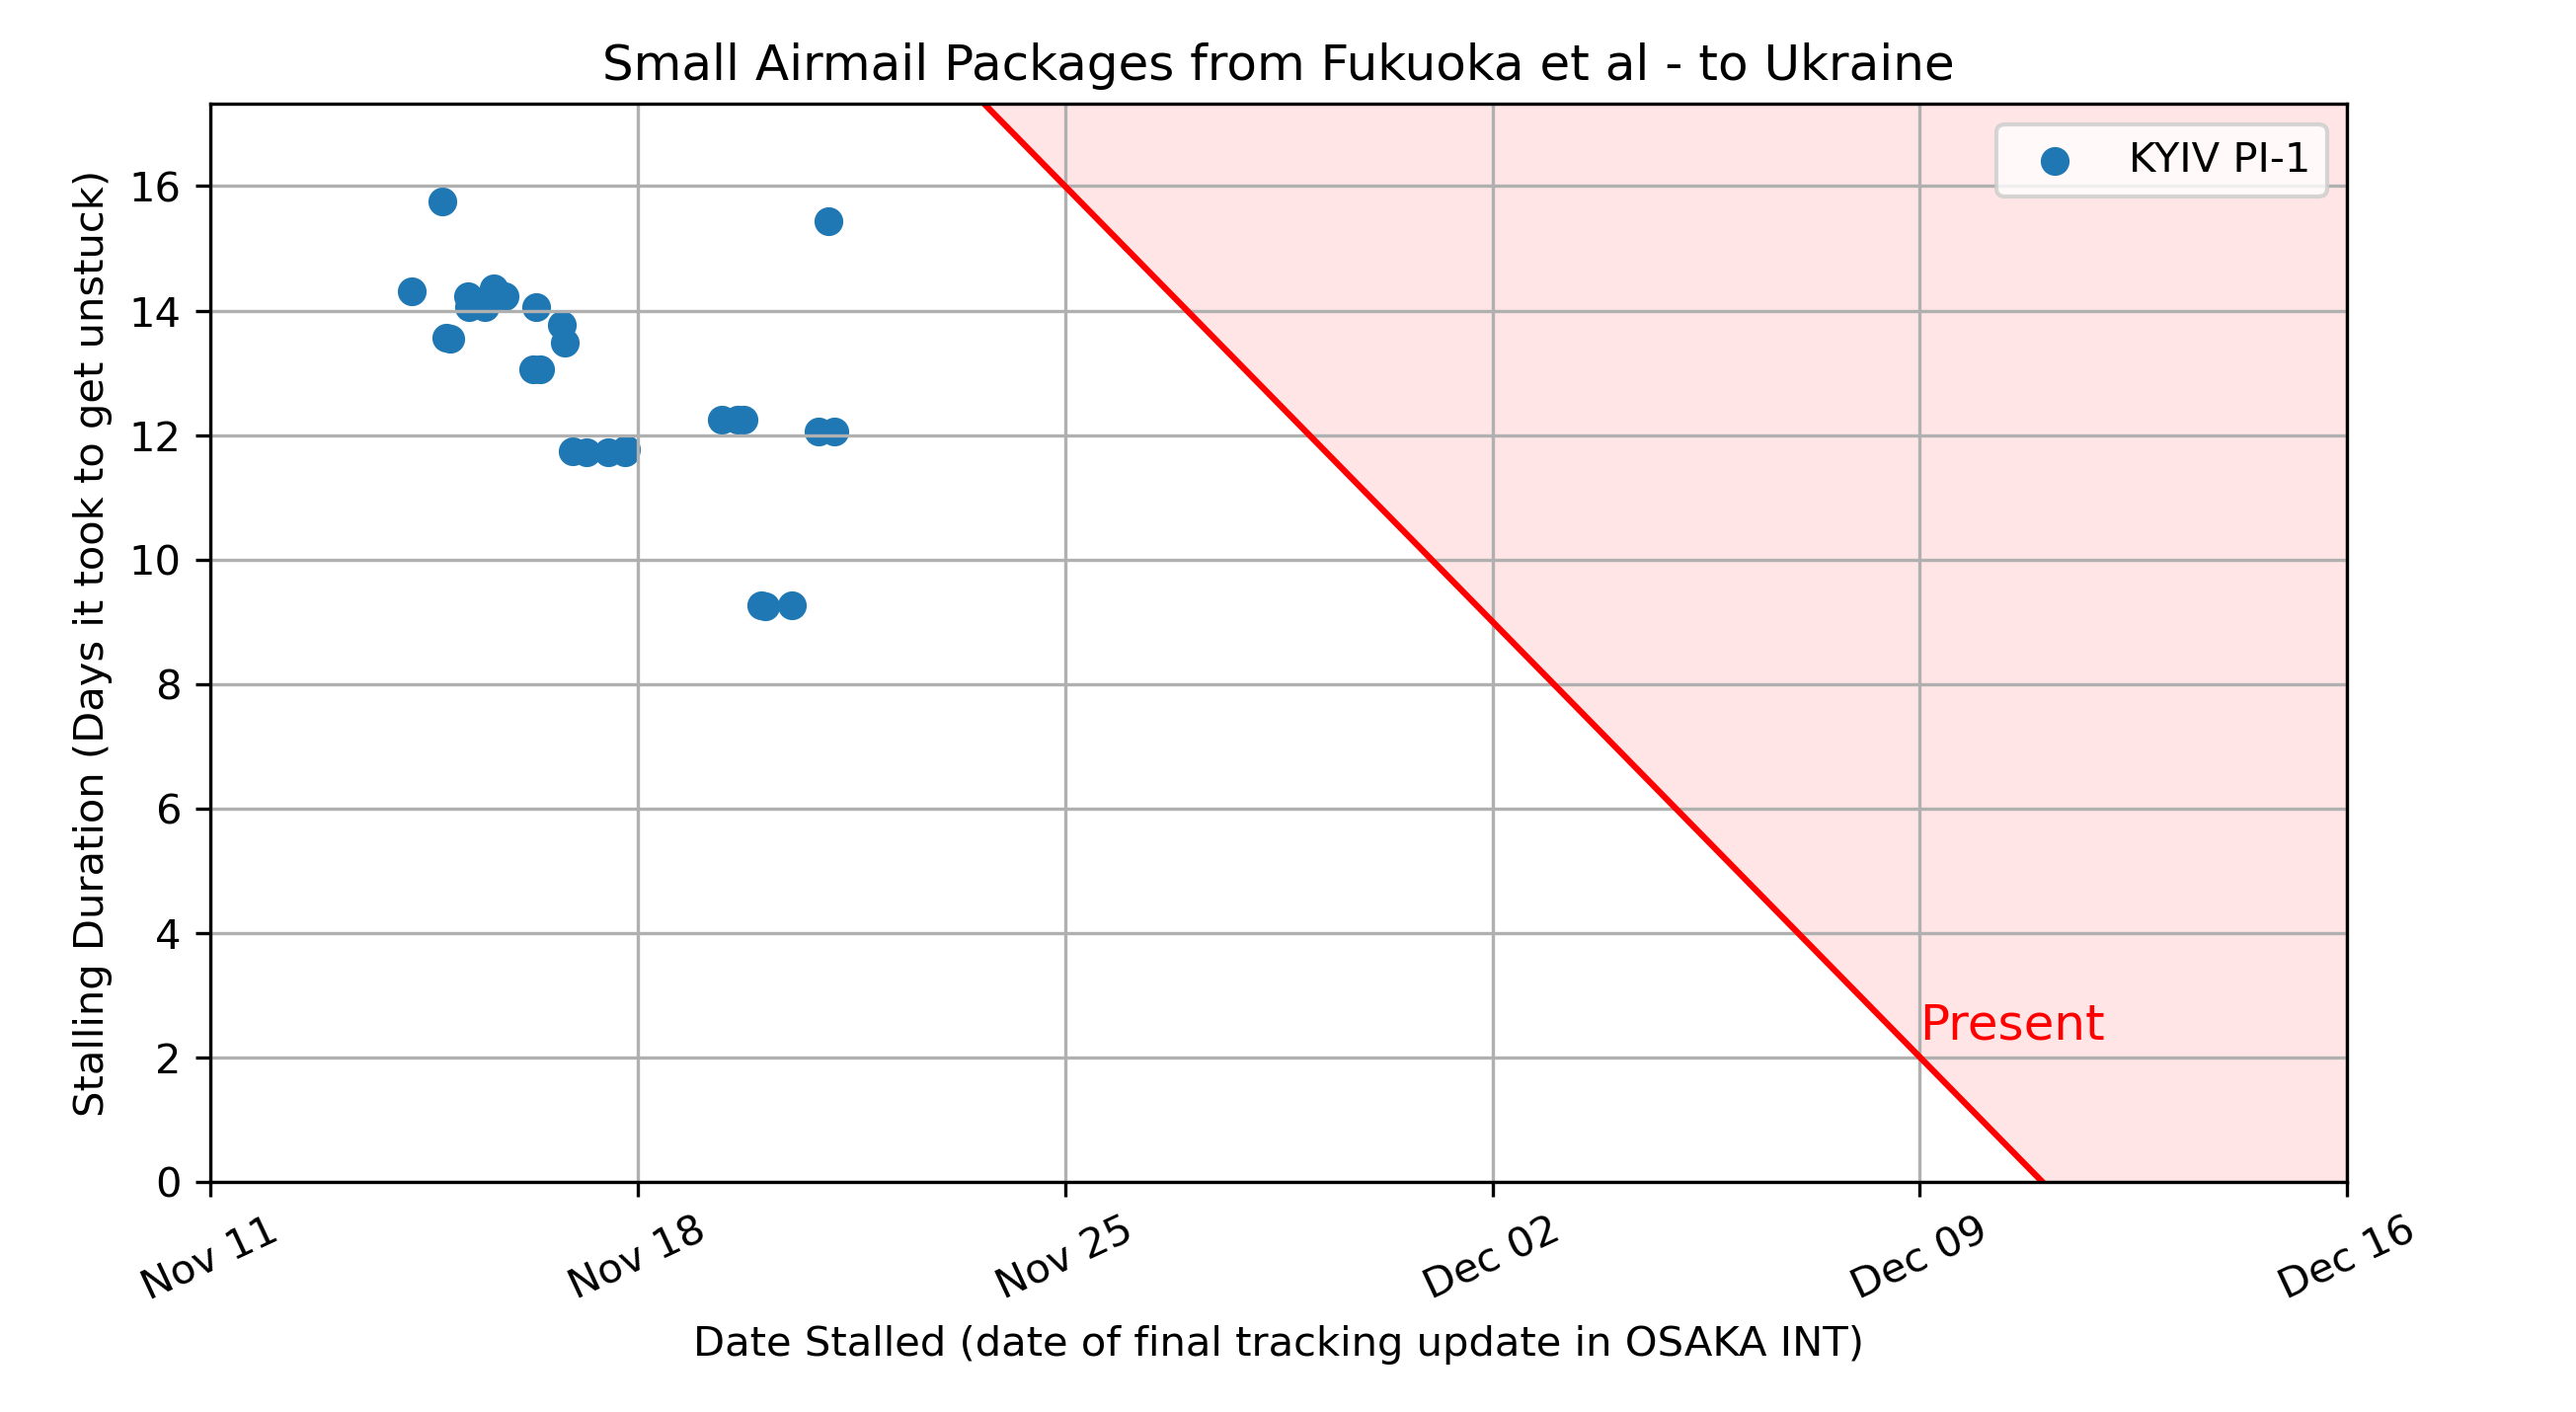 Small Airmail Packages from Fukuoka et al - to Ukraine
KYIV PI-1
Stalling Duration (Days it took to get unstuck)
16
14
12
10
8
6
4
2
0
Present
Nov 11
Nov 18
Nov 25
Dec 02
Dec 09
Dec 16
Date Stalled (date of final tracking update in OSAKA INT)